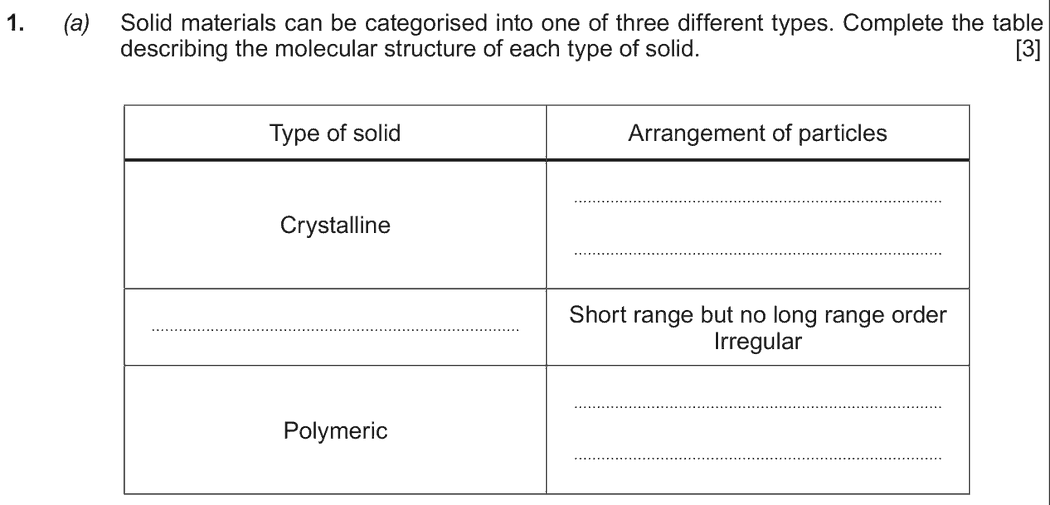 1. (a) Solid materials can be categorised into one of three different types. Complete the table
describing the molecular structure of each type of solid. [3]
Type of solid Arrangement of particles
Crystalline
Short range but no long range order
Irregular
Polymeric